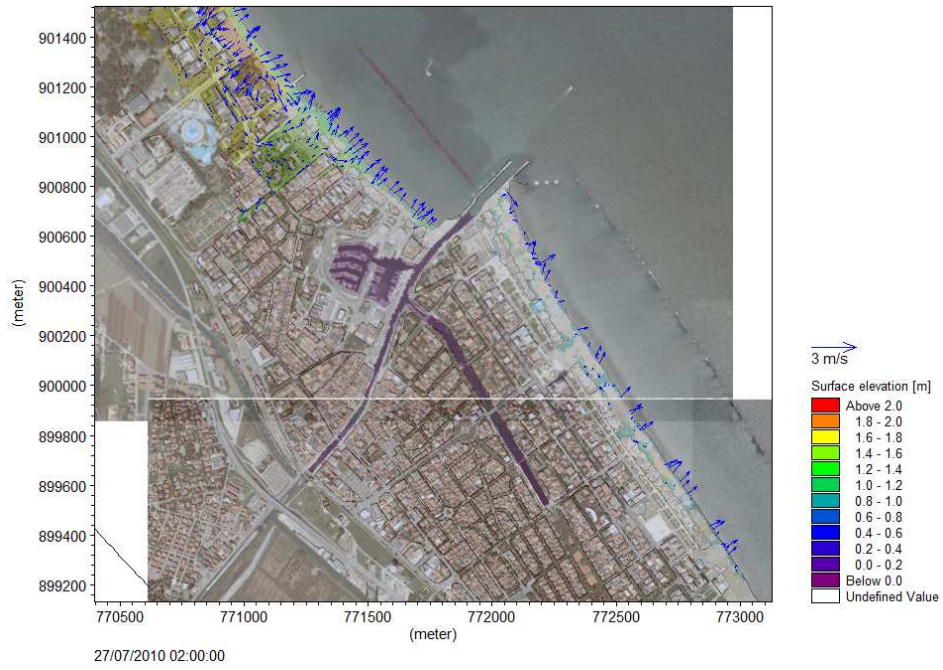 901400
901200
901000
900800
900600
900400
900200
900000
899800
899600
899400
899200
(meter)
770500
771000
771500
772000
772500
773000
(meter)
27/07/2010 02:00:00
3 m/s
Surface elevation [m]
Above 2.0
1.8 - 2.0
1.6 - 1.8
1.4 - 1.6
1.2 - 1.4
1.0 - 1.2
0.8 - 1.0
0.6 - 0.8
0.4 - 0.6
0.2 - 0.4
0.0 - 0.2
Below 0.0
Undefined Value